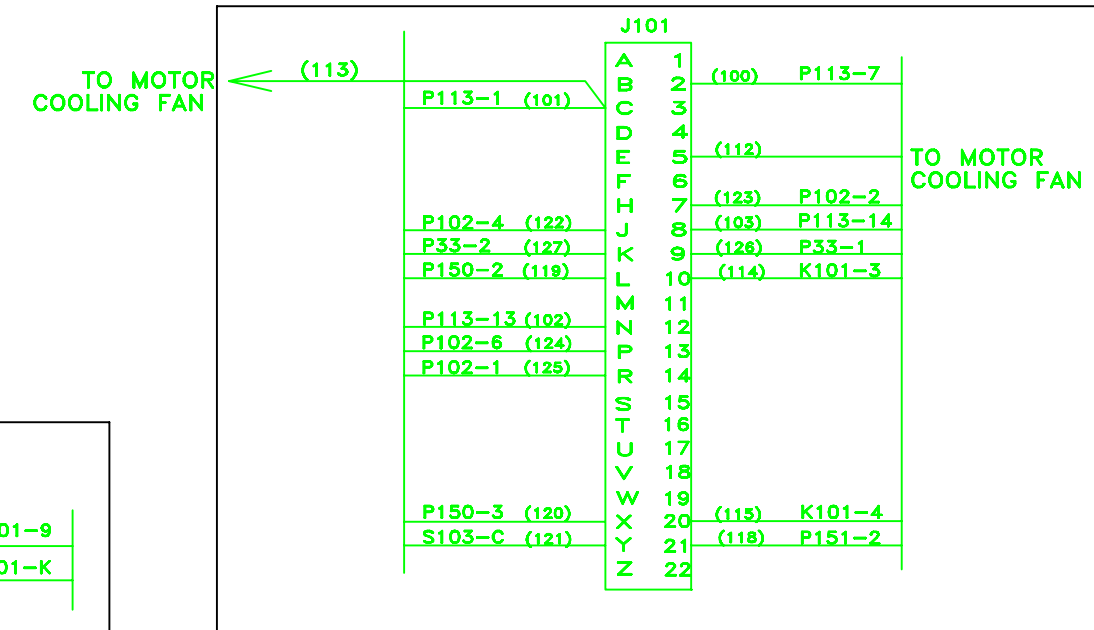 J101
A 1
(113)
TO MOTOR
COOLING FAN
(100) P113-7
B 2
P113-1 (101)
C 3
D 4
(112)
E 5
TO MOTOR
COOLING FAN
F 6
(123) P102-2
H 7
P102-4 (122) J 8 (103) P113-14
P33-2 (127) K 9 (126) P33-1
P150-2 (119) L 10 (114) K101-3
M 11
P113-13 (102) N 12
P102-6 (124) P 13
P102-1 (125) R 14
S 15
T 16
U 17
V 18
W 19
P150-3 (120) X 20 (115) K101-4
S103-C (121) Y 21 (118) P151-2
Z 22
01-9
01-K